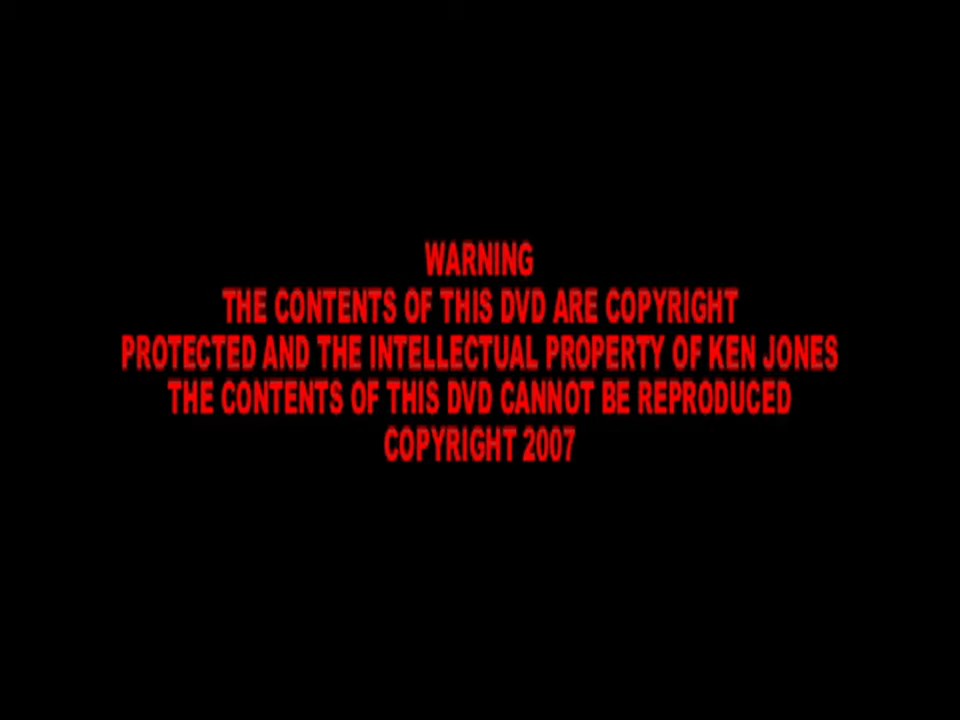 WARNING
THE CONTENTS OF THIS DVD ARE COPYRIGHT
PROTECTED AND THE INTELLECTUAL PROPERTY OF KEN JONES
THE CONTENTS OF THIS DVD CANNOT BE REPRODUCED
COPYRIGHT 2007